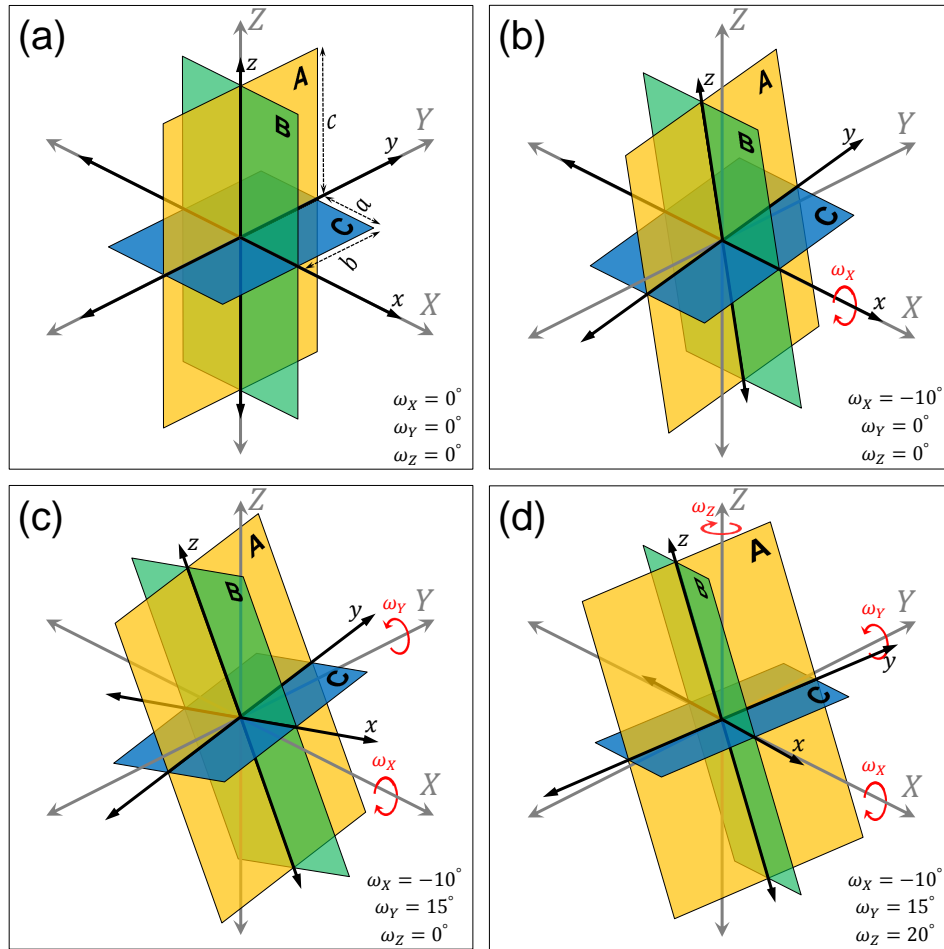 (a)
Z
z
A
B
c
Y
y
a
C
b
x
X
ω_X = 0°
ω_Y = 0°
ω_Z = 0°
(b)
Z
z
A
B
Y
y
C
ω_X
x
X
ω_X = −10°
ω_Y = 0°
ω_Z = 0°
(c)
Z
z
A
B
y
ω_Y
Y
C
x
ω_X
X
ω_X = −10°
ω_Y = 15°
ω_Z = 0°
(d)
ω_Z
Z
z
A
B
ω_Y
Y
y
C
x
ω_X
X
ω_X = −10°
ω_Y = 15°
ω_Z = 20°